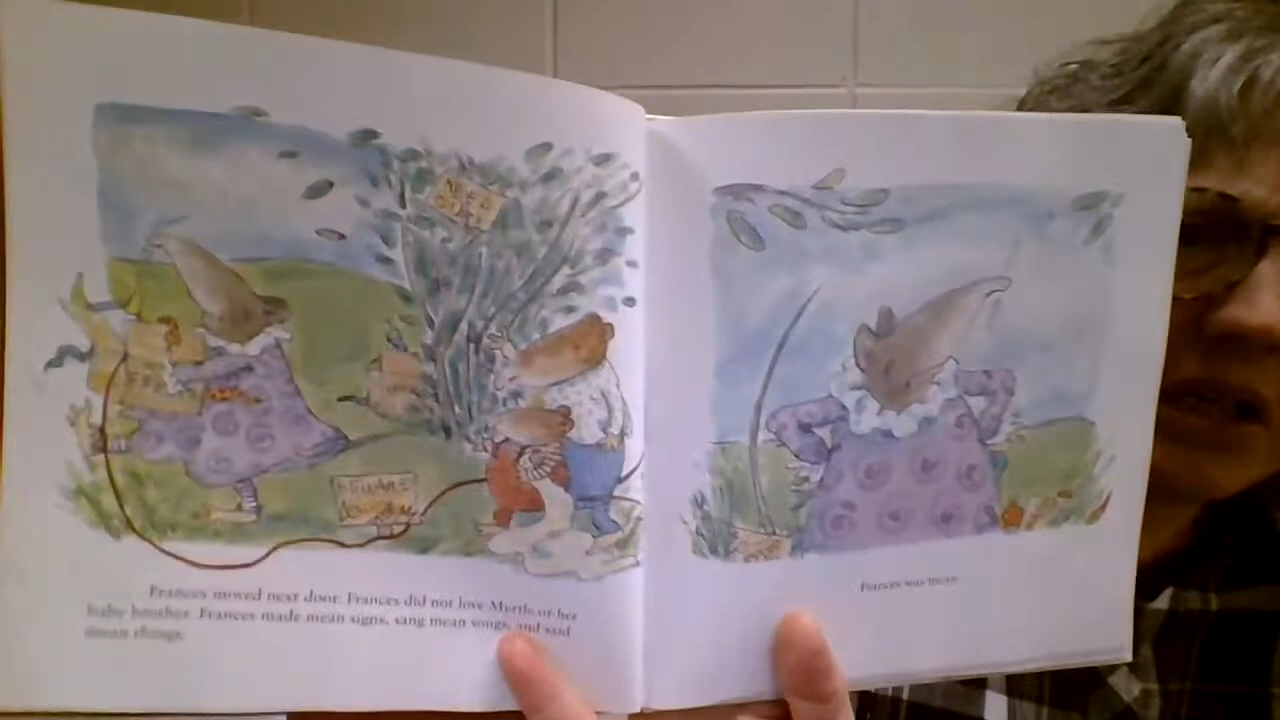 Frances moved next door. Frances did not love Myrtle or her
baby brother. Frances made mean signs, sang mean songs, and said
mean things.
Frances was mean.
BEWARE